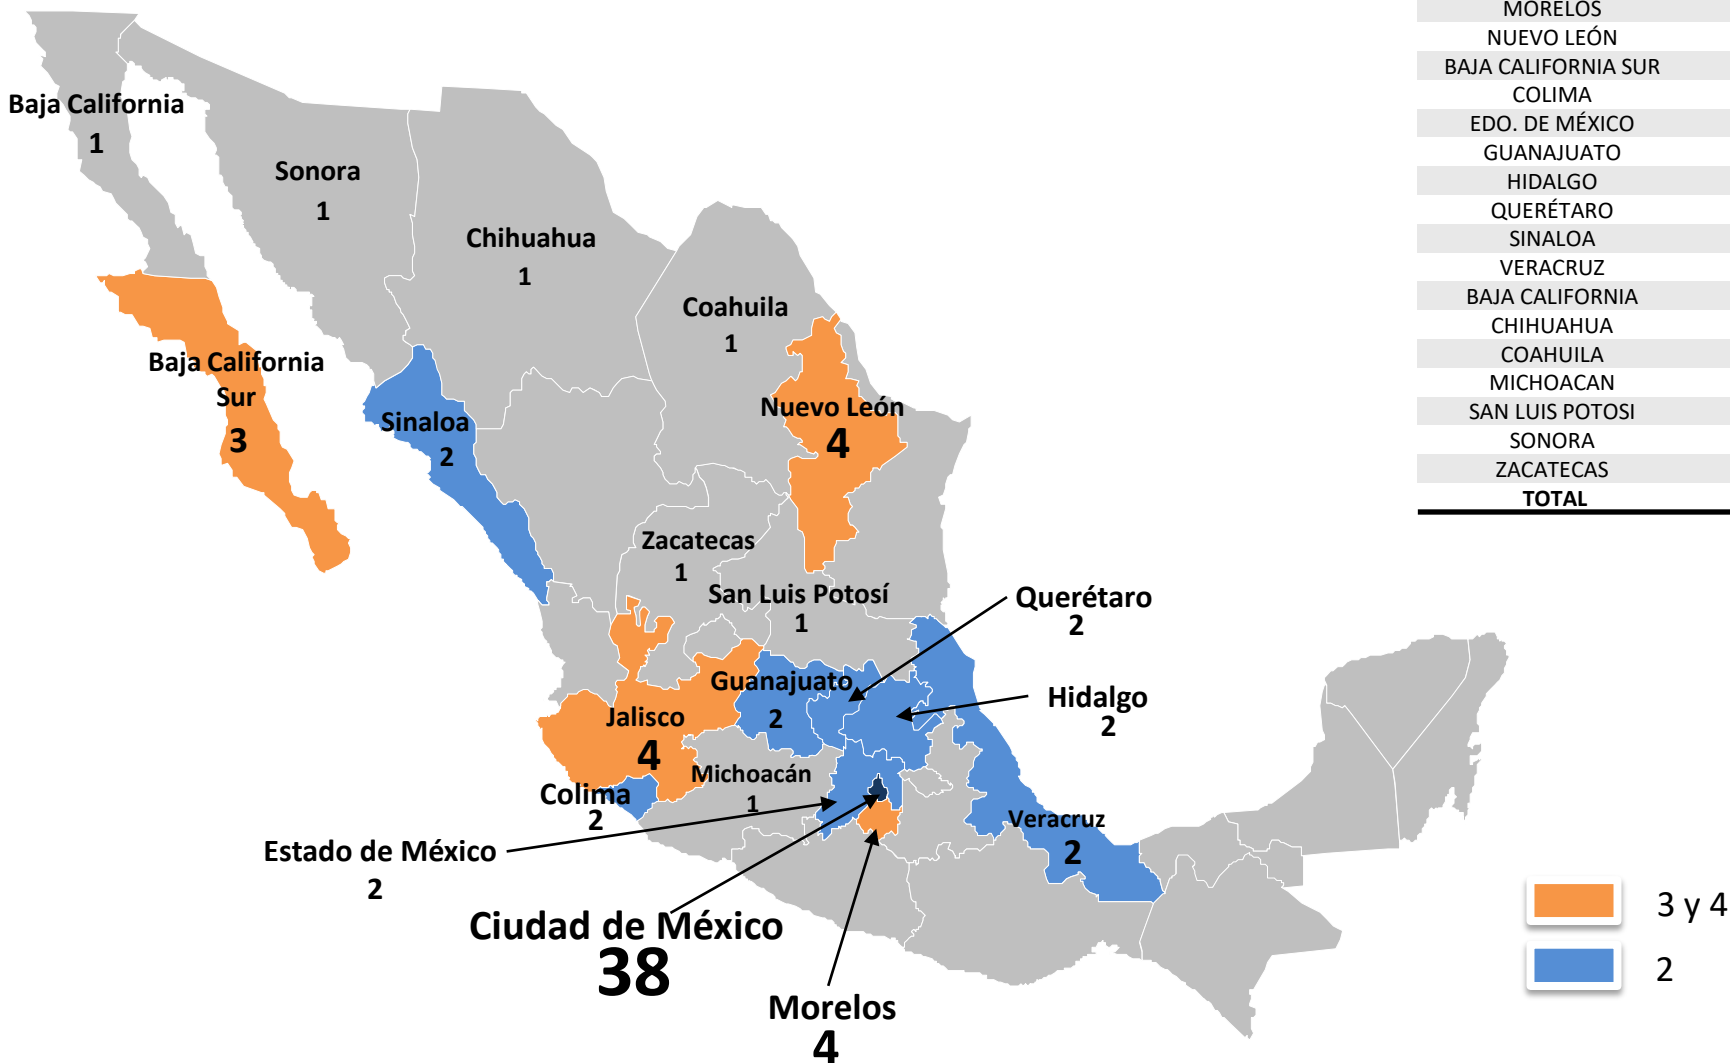 MORELOS
NUEVO LEÓN
BAJA CALIFORNIA SUR
COLIMA
EDO. DE MÉXICO
GUANAJUATO
HIDALGO
QUERÉTARO
SINALOA
VERACRUZ
BAJA CALIFORNIA
CHIHUAHUA
COAHUILA
MICHOACAN
SAN LUIS POTOSI
SONORA
ZACATECAS
TOTAL
Baja California
1
Sonora
1
Chihuahua
1
Coahuila
1
Baja California
Sur
3
Sinaloa
2
Nuevo León
4
Zacatecas
1
San Luis Potosí
1
Querétaro
2
Guanajuato
2
Hidalgo
2
Jalisco
4
Michoacán
1
Colima
2
Veracruz
2
Estado de México
2
Ciudad de México
38
Morelos
4
3 y 4
2